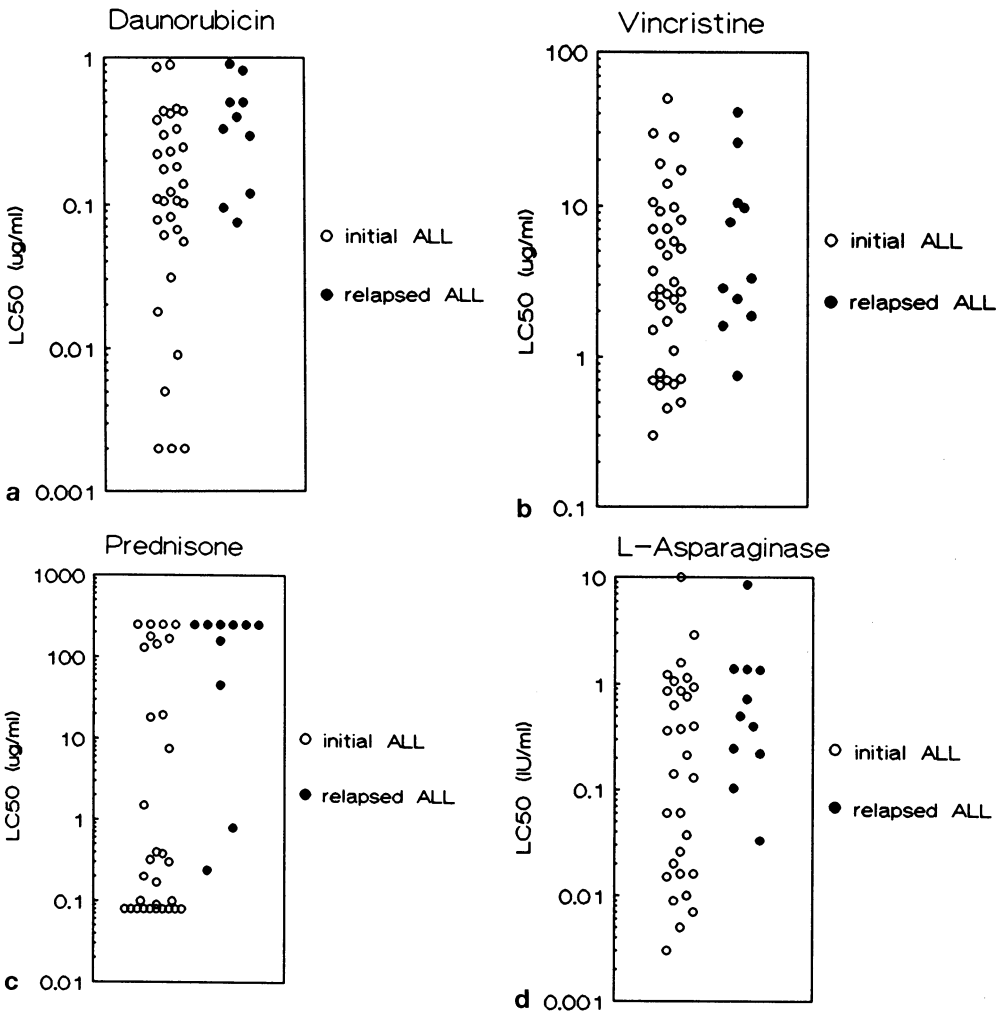 Daunorubicin
1
0.1
0.01
0.001
LC50 (ug/ml)
initial ALL
relapsed ALL
a
Vincristine
100
10
1
0.1
LC50 (ug/ml)
initial ALL
relapsed ALL
b
Prednisone
1000
100
10
1
0.1
0.01
LC50 (ug/ml)
initial ALL
relapsed ALL
c
L-Asparaginase
10
1
0.1
0.01
0.001
LC50 (IU/ml)
initial ALL
relapsed ALL
d